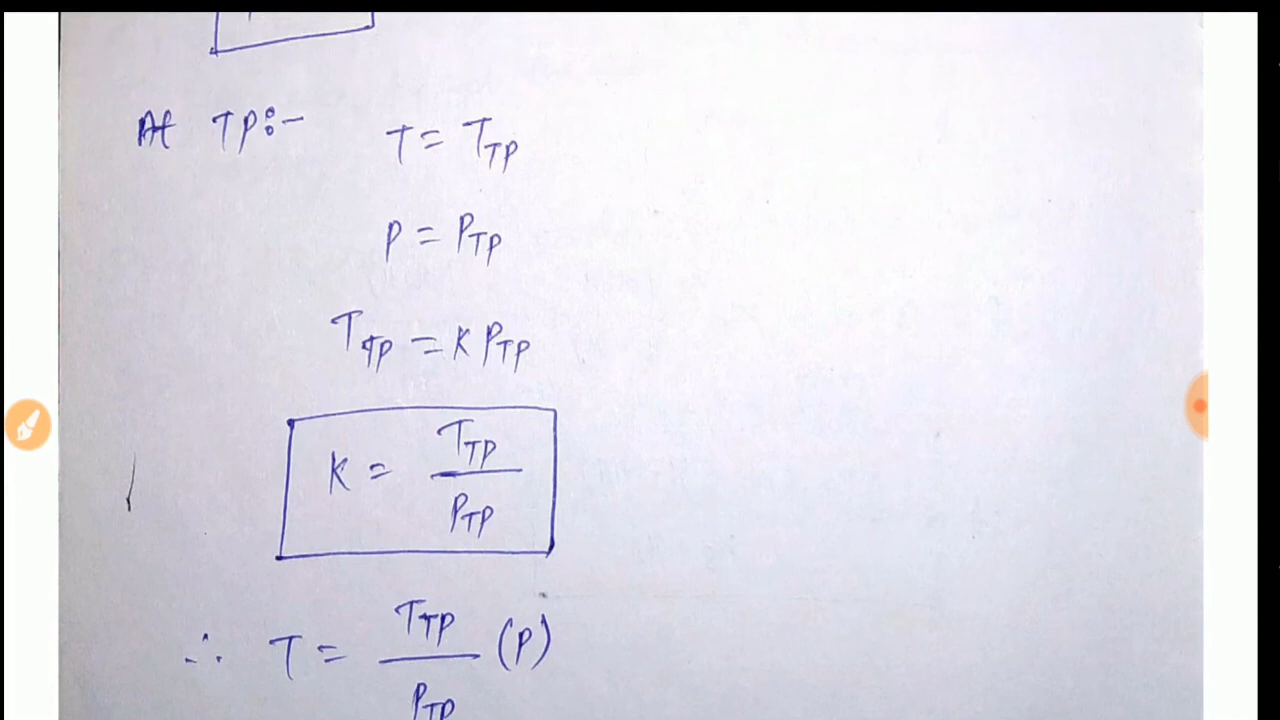 At TP:- T = T_TP
P = P_TP
T_TP = K P_TP
K = T_TP / P_TP
∴ T = T_TP / P_TP (P)